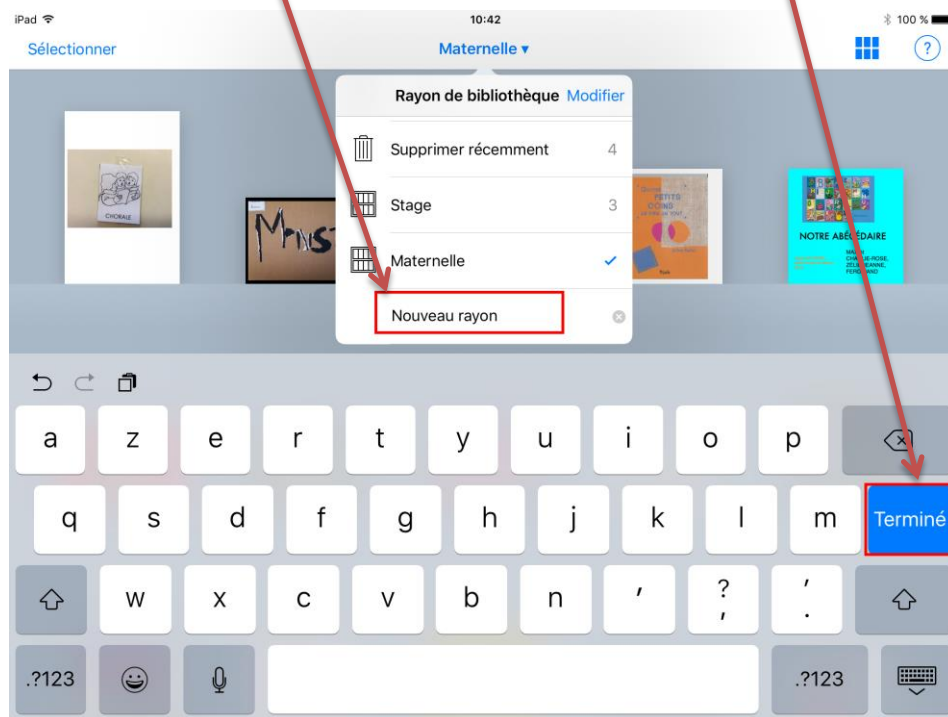 iPad 10:42 100 %
Sélectionner Maternelle ▾ ?
Rayon de bibliothèque Modifier
Supprimer récemment 4
Stage 3
Maternelle ✓
Nouveau rayon
CHORALE
MONS
PETITS
NOTRE ABÉCÉDAIRE
a z e r t y u i o p
q s d f g h j k l m Terminé
w x c v b n ' ? , ' .
.?123 .?123